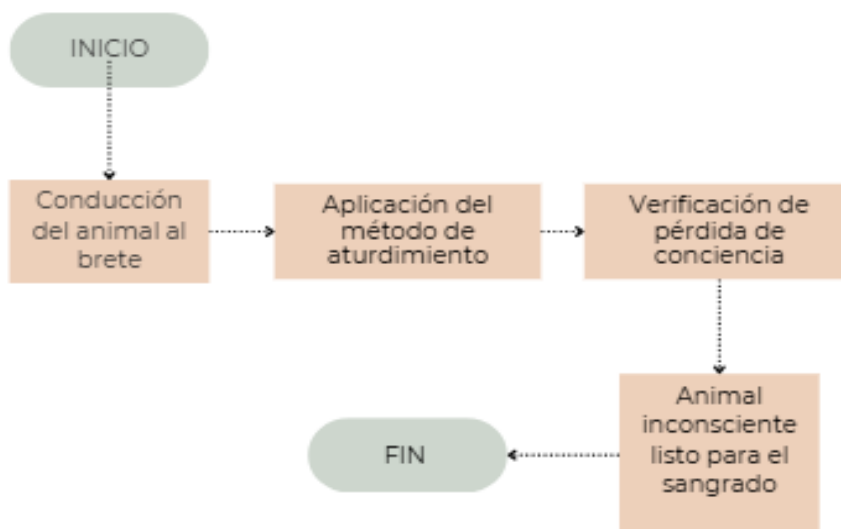 INICIO
Conducción
del animal al
brete
Aplicación del
método de
aturdimiento
Verificación de
pérdida de
conciencia
Animal
inconsciente
listo para el
sangrado
FIN